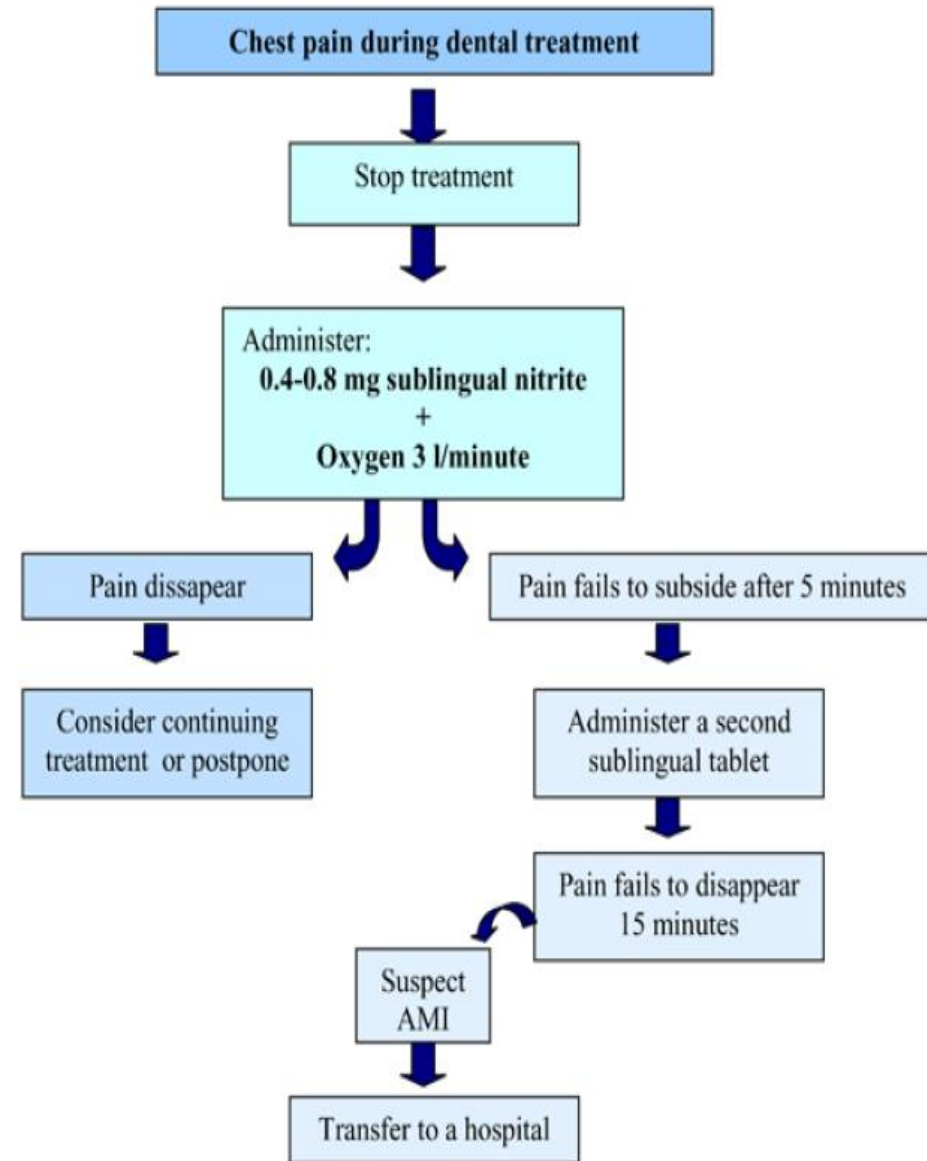 Chest pain during dental treatment
Stop treatment
Administer:
0.4-0.8 mg sublingual nitrite
+
Oxygen 3 l/minute
Pain dissapear
Consider continuing
treatment or postpone
Pain fails to subside after 5 minutes
Administer a second
sublingual tablet
Pain fails to disappear
15 minutes
Suspect
AMI
Transfer to a hospital